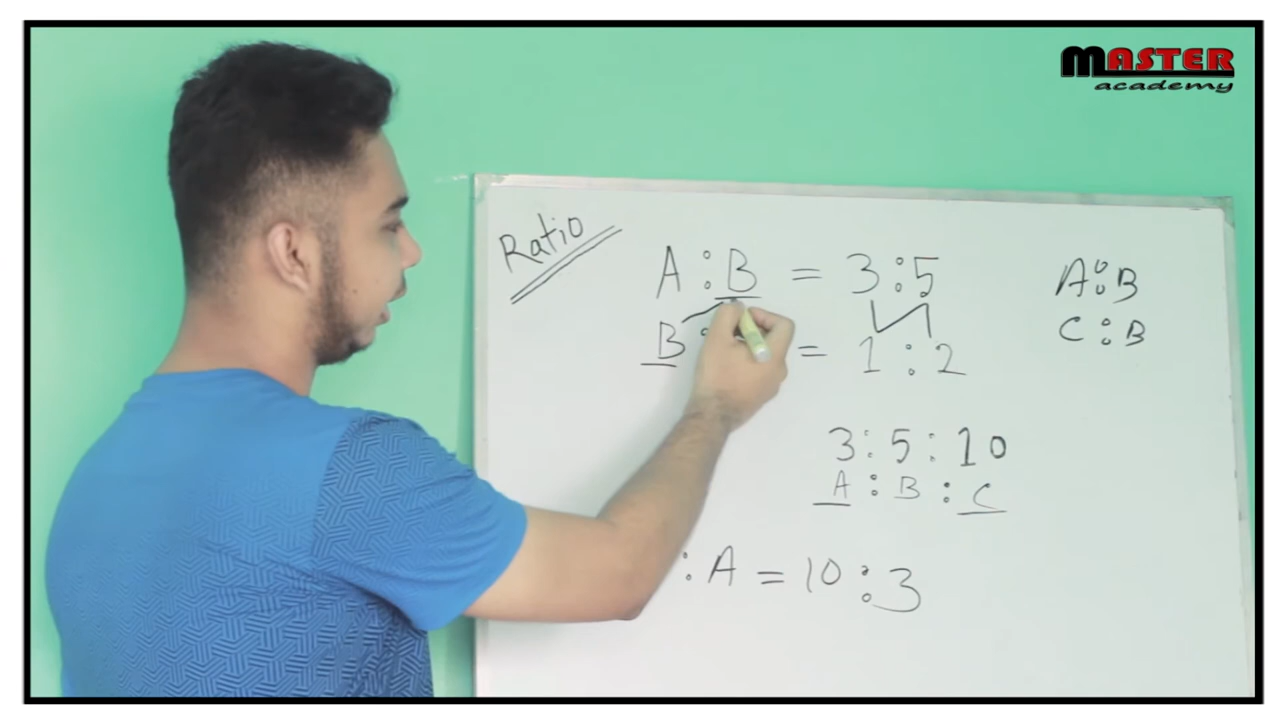 MASTER
academy
Ratio
A : B = 3 : 5
B : = 1 : 2
A : B
C : B
3 : 5 : 10
A : B : C
: A = 10 : 3